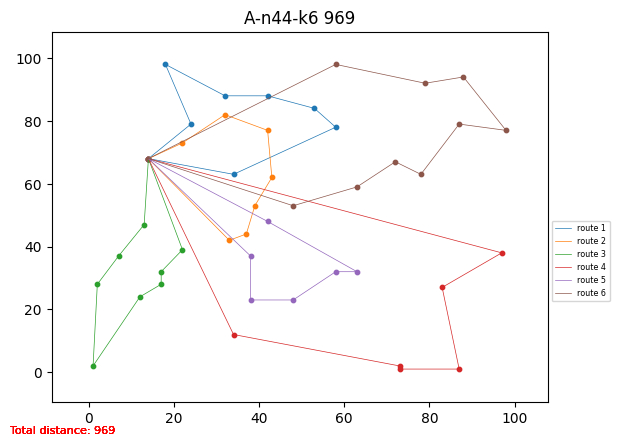 A-n44-k6 969
100
80
60
40
20
0
0 20 40 60 80 100
route 1
route 2
route 3
route 4
route 5
route 6
Total distance: 969